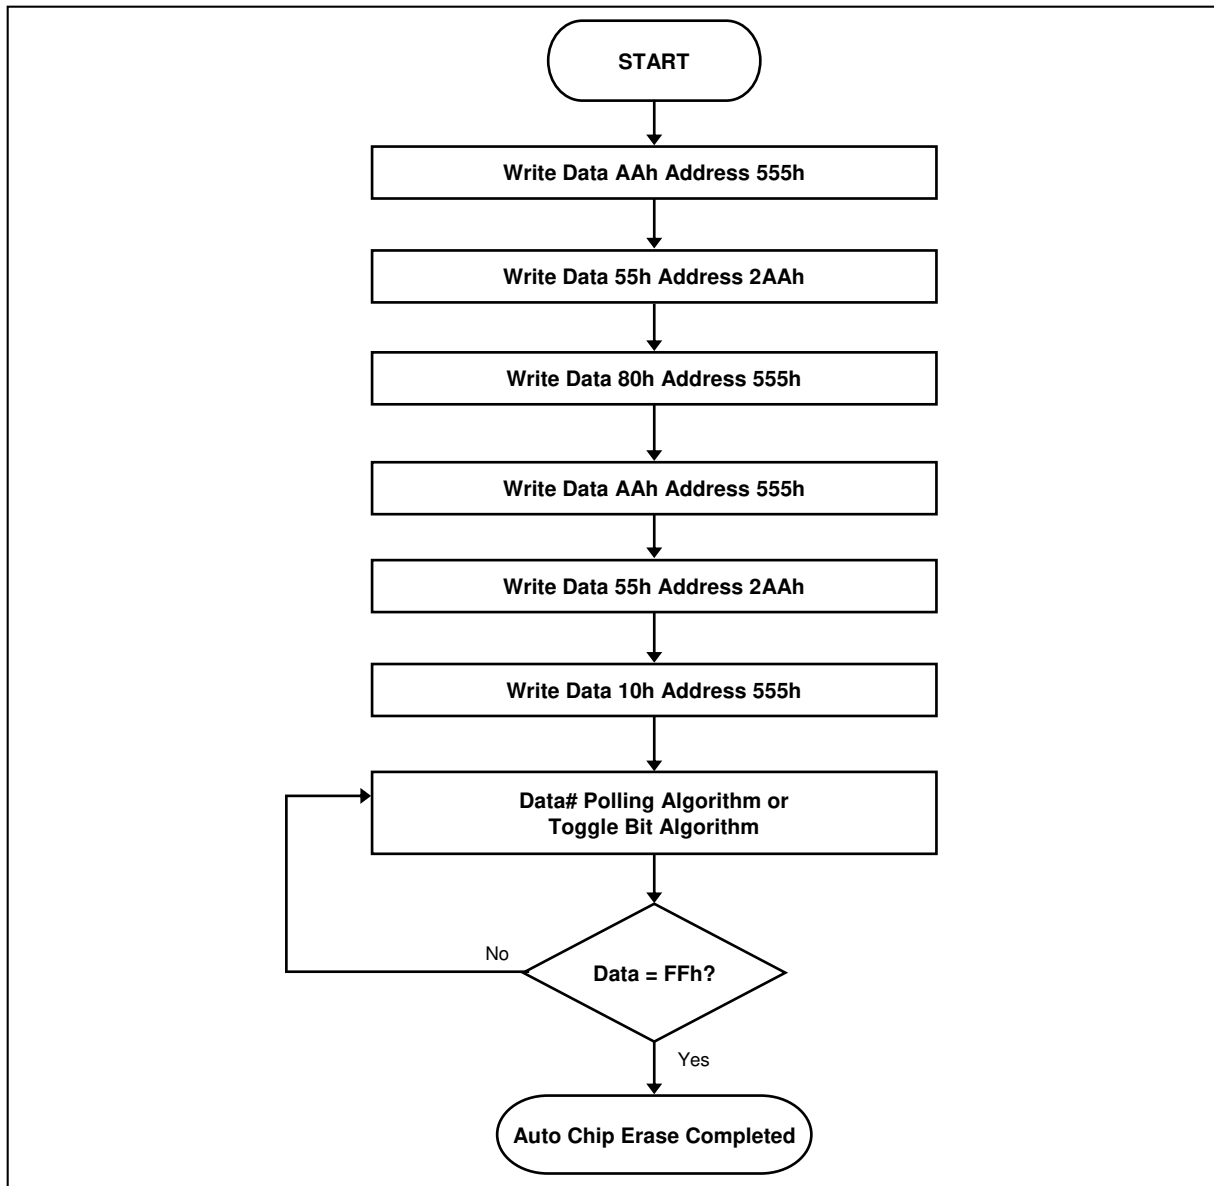 START
Write Data AAh Address 555h
Write Data 55h Address 2AAh
Write Data 80h Address 555h
Write Data AAh Address 555h
Write Data 55h Address 2AAh
Write Data 10h Address 555h
Data# Polling Algorithm or
Toggle Bit Algorithm
No
Data = FFh?
Yes
Auto Chip Erase Completed